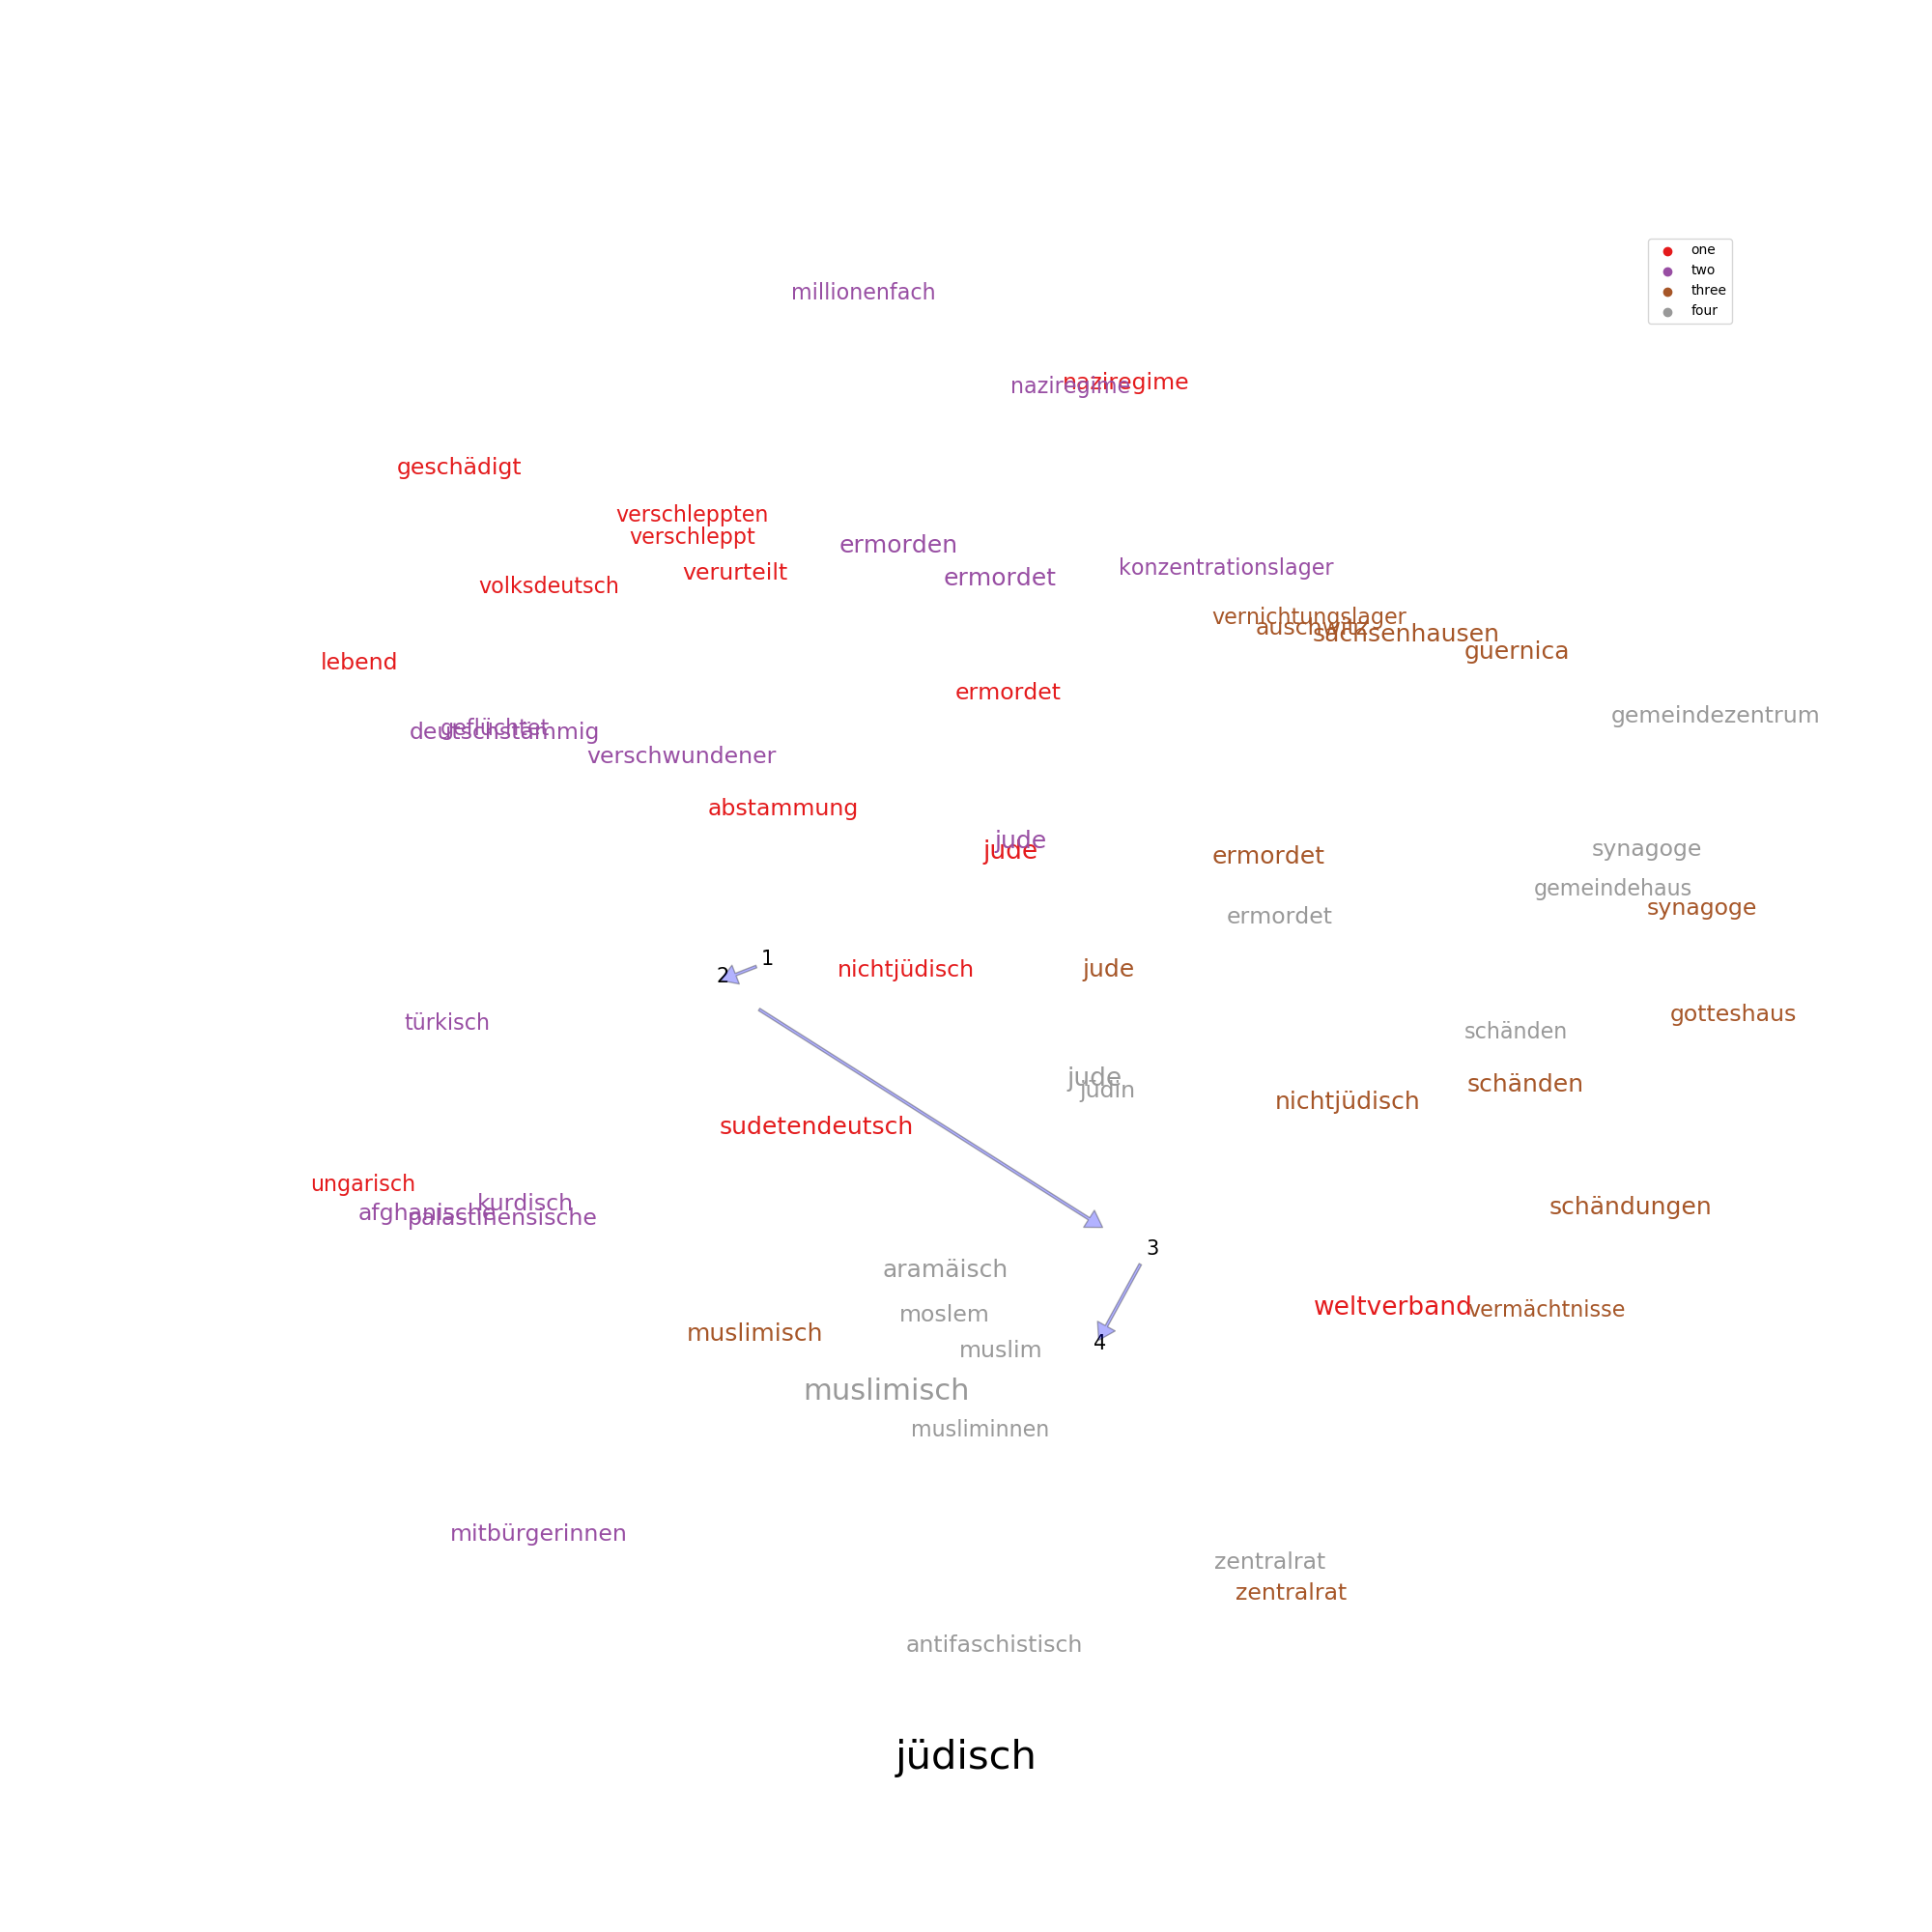 one
two
three
four
millionenfach
naziregime
naziregime
geschädigt
verschleppten
verschleppt
ermorden
verurteilt
ermordet
konzentrationslager
volksdeutsch
vernichtungslager
auschwitz
sachsenhausen
guernica
lebend
ermordet
gemeindezentrum
geflüchtet
deutschstämmig
verschwundener
abstammung
jude
jude
ermordet
synagoge
gemeindehaus
synagoge
ermordet
1
2
nichtjüdisch
jude
türkisch
gotteshaus
schänden
jude
jüdin
schänden
nichtjüdisch
sudetendeutsch
ungarisch
kurdisch
afghanische
palästinensische
schändungen
3
aramäisch
moslem
weltverband
vermächtnisse
muslimisch
4
muslim
muslimisch
musliminnen
mitbürgerinnen
zentralrat
zentralrat
antifaschistisch
jüdisch